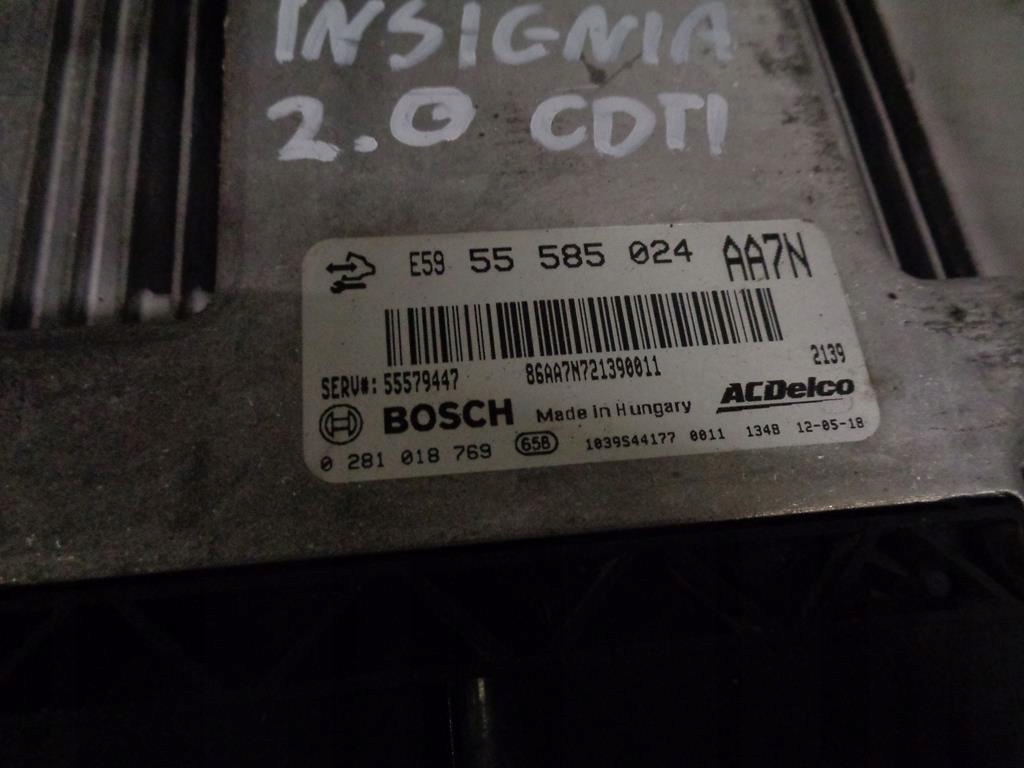 INSIGNIA
2.0 CDTI
E59 55 585 024 AA7N
SERV#: 55579447 86AA7N721390011 2139
BOSCH Made in Hungary ACDelco
0 281 018 769 65B 1039S44177 0011 1348 12-05-18